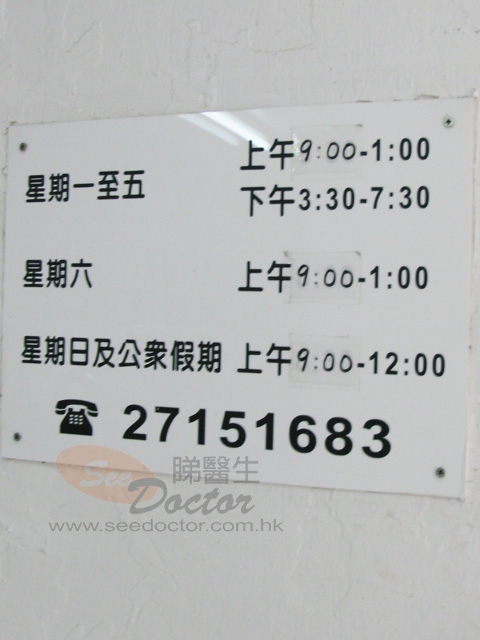 上午9:00-1:00
星期一至五
下午3:30-7:30
星期六 上午9:00-1:00
星期日及公眾假期 上午9:00-12:00
☎ 27151683
See Doctor 睇醫生
www.seedoctor.com.hk